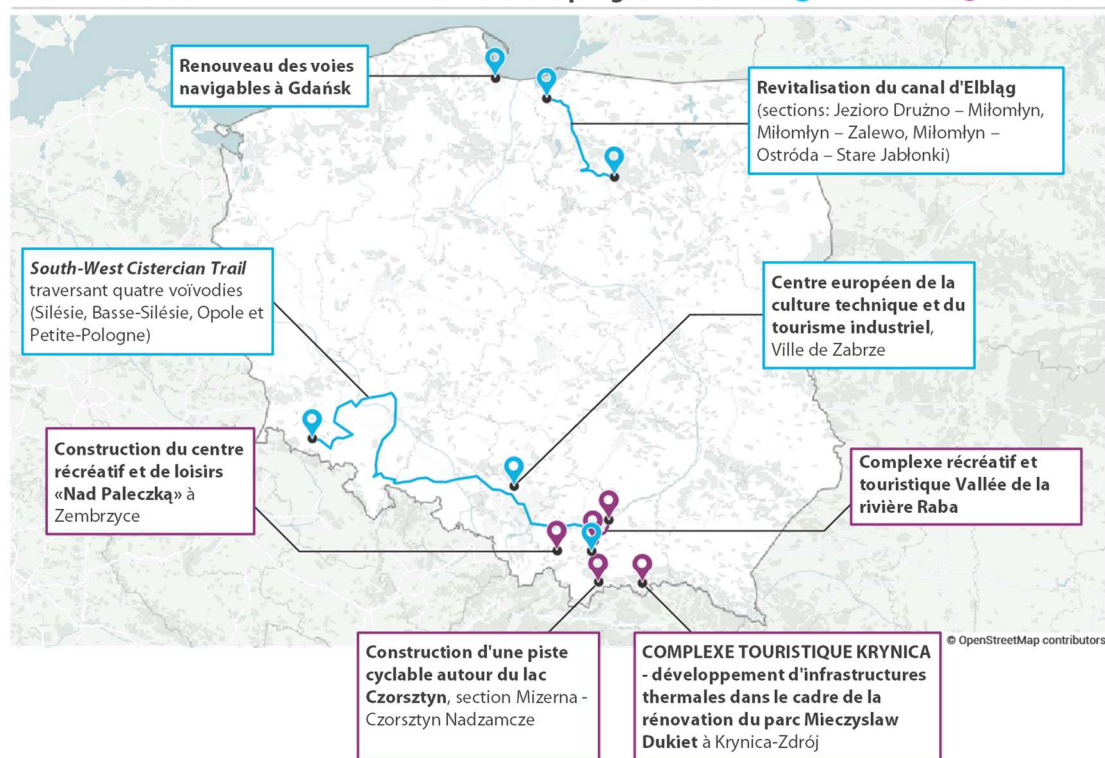 Renouveau des voies
navigables à Gdańsk
Revitalisation du canal d'Elbląg
(sections: Jezioro Drużno – Miłomłyn,
Miłomłyn – Zalewo, Miłomłyn –
Ostróda – Stare Jabłonki)
South-West Cistercian Trail
traversant quatre voïvodies
(Silésie, Basse-Silésie, Opole et
Petite-Pologne)
Centre européen de la
culture technique et du
tourisme industriel,
Ville de Zabrze
Construction du centre
récréatif et de loisirs
«Nad Paleczką» à
Zembrzyce
Complexe récréatif et
touristique Vallée de la
rivière Raba
© OpenStreetMap contributors
Construction d'une piste
cyclable autour du lac
Czorsztyn, section Mizerna -
Czorsztyn Nadzamcze
COMPLEXE TOURISTIQUE KRYNICA
- développement d'infrastructures
thermales dans le cadre de la
rénovation du parc Mieczyslaw
Dukiet à Krynica-Zdrój